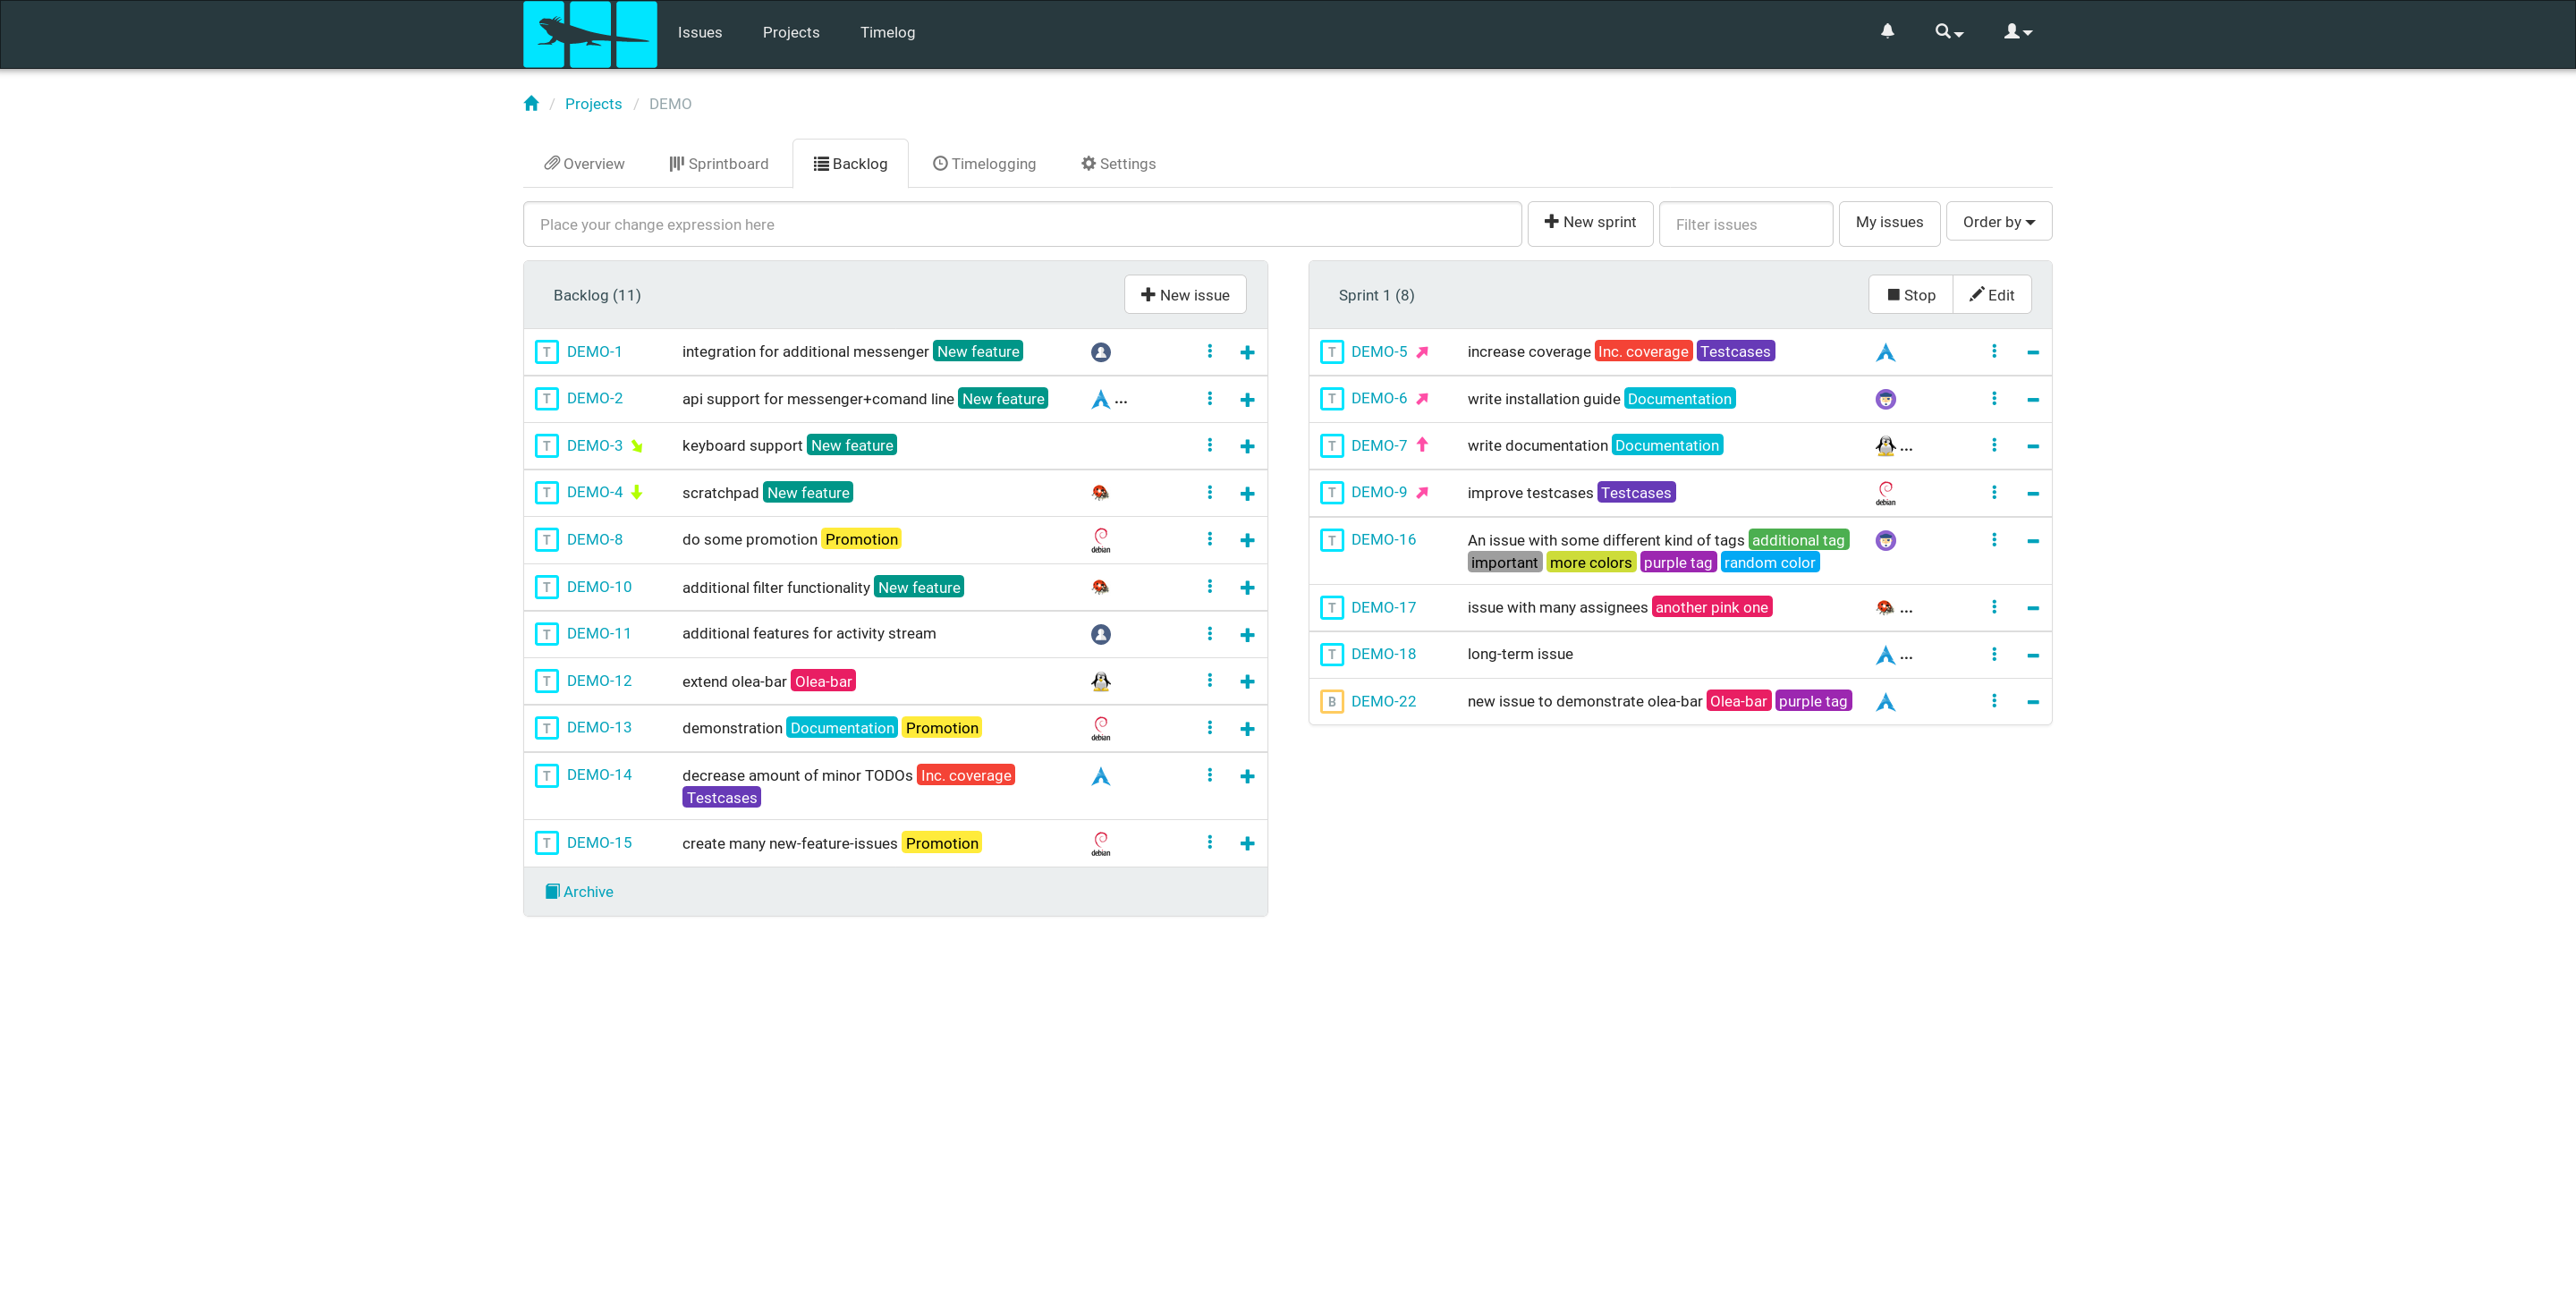 Issues Projects Timelog
/ Projects / DEMO
Overview Sprintboard Backlog Timelogging Settings
Place your change expression here New sprint Filter issues My issues Order by
Backlog (11) New issue
T DEMO-1 integration for additional messenger New feature
T DEMO-2 api support for messenger+comand line New feature ...
T DEMO-3 keyboard support New feature
T DEMO-4 scratchpad New feature
T DEMO-8 do some promotion Promotion debian
T DEMO-10 additional filter functionality New feature
T DEMO-11 additional features for activity stream
T DEMO-12 extend olea-bar Olea-bar
T DEMO-13 demonstration Documentation Promotion debian
T DEMO-14 decrease amount of minor TODOs Inc. coverage
Testcases
T DEMO-15 create many new-feature-issues Promotion debian
Archive
Sprint 1 (8) Stop Edit
T DEMO-5 increase coverage Inc. coverage Testcases
T DEMO-6 write installation guide Documentation
T DEMO-7 write documentation Documentation ...
T DEMO-9 improve testcases Testcases debian
T DEMO-16 An issue with some different kind of tags additional tag
important more colors purple tag random color
T DEMO-17 issue with many assignees another pink one ...
T DEMO-18 long-term issue ...
B DEMO-22 new issue to demonstrate olea-bar Olea-bar purple tag